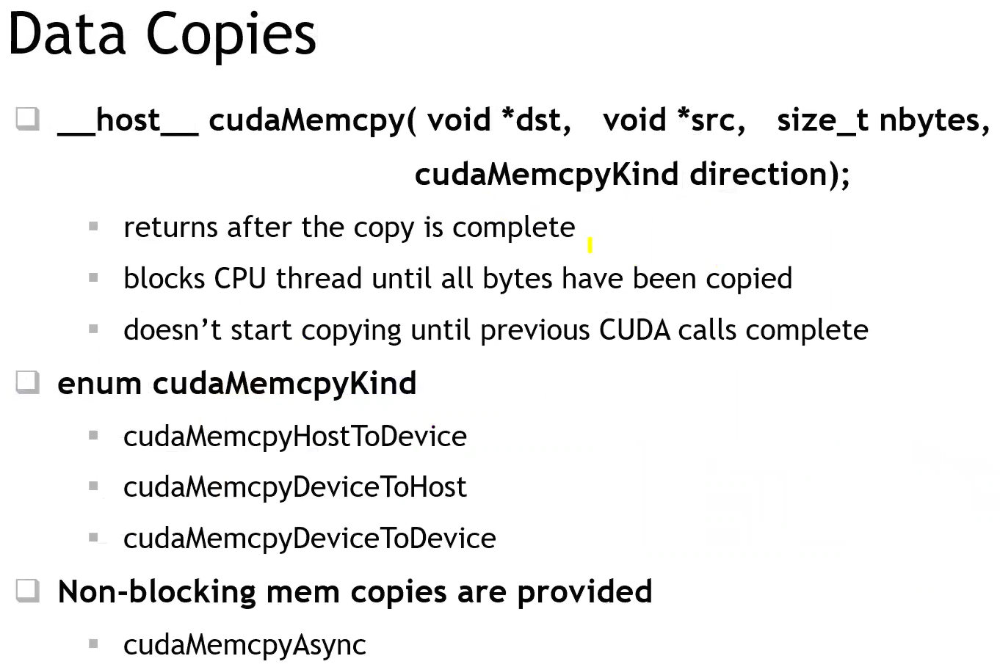 Data Copies
__host__ cudaMemcpy( void *dst, void *src, size_t nbytes,
cudaMemcpyKind direction);
returns after the copy is complete
blocks CPU thread until all bytes have been copied
doesn’t start copying until previous CUDA calls complete
enum cudaMemcpyKind
cudaMemcpyHostToDevice
cudaMemcpyDeviceToHost
cudaMemcpyDeviceToDevice
Non-blocking mem copies are provided
cudaMemcpyAsync